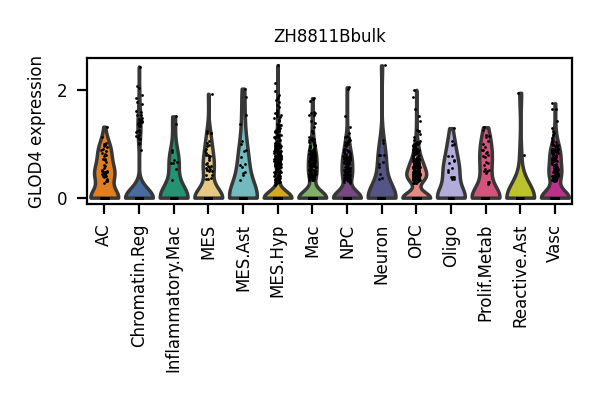 ZH8811Bbulk
GLOD4 expression
2
0
AC
Chromatin.Reg
Inflammatory.Mac
MES
MES.Ast
MES.Hyp
Mac
NPC
Neuron
OPC
Oligo
Prolif.Metab
Reactive.Ast
Vasc